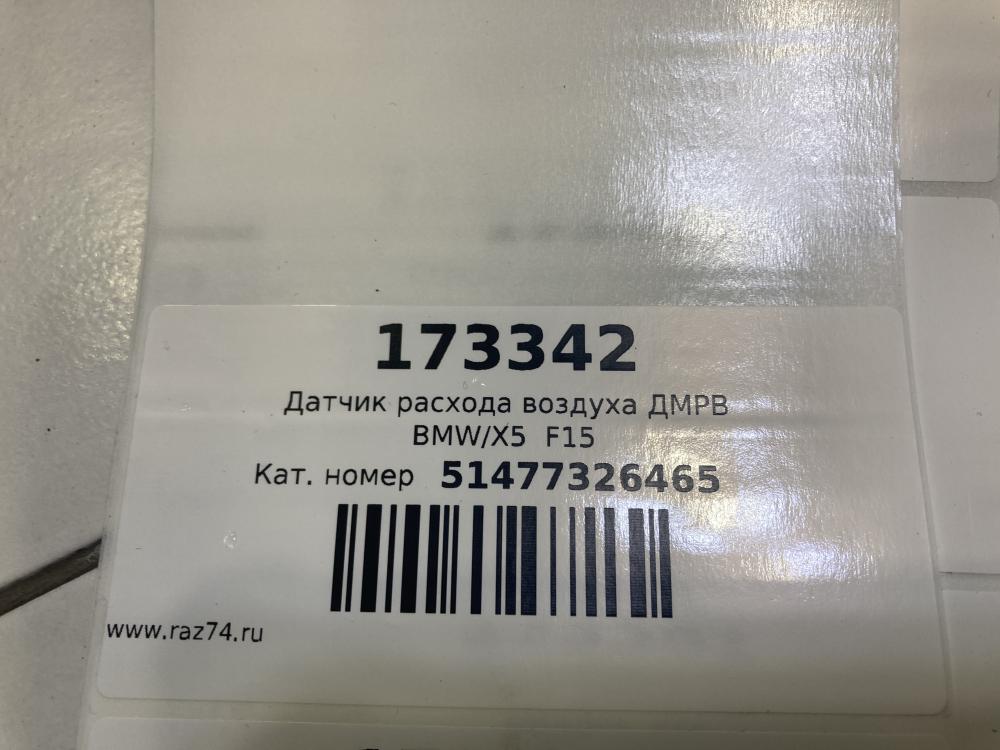 173342
Датчик расхода воздуха ДМРВ
BMW/X5 F15
Кат. номер 51477326465
www.raz74.ru